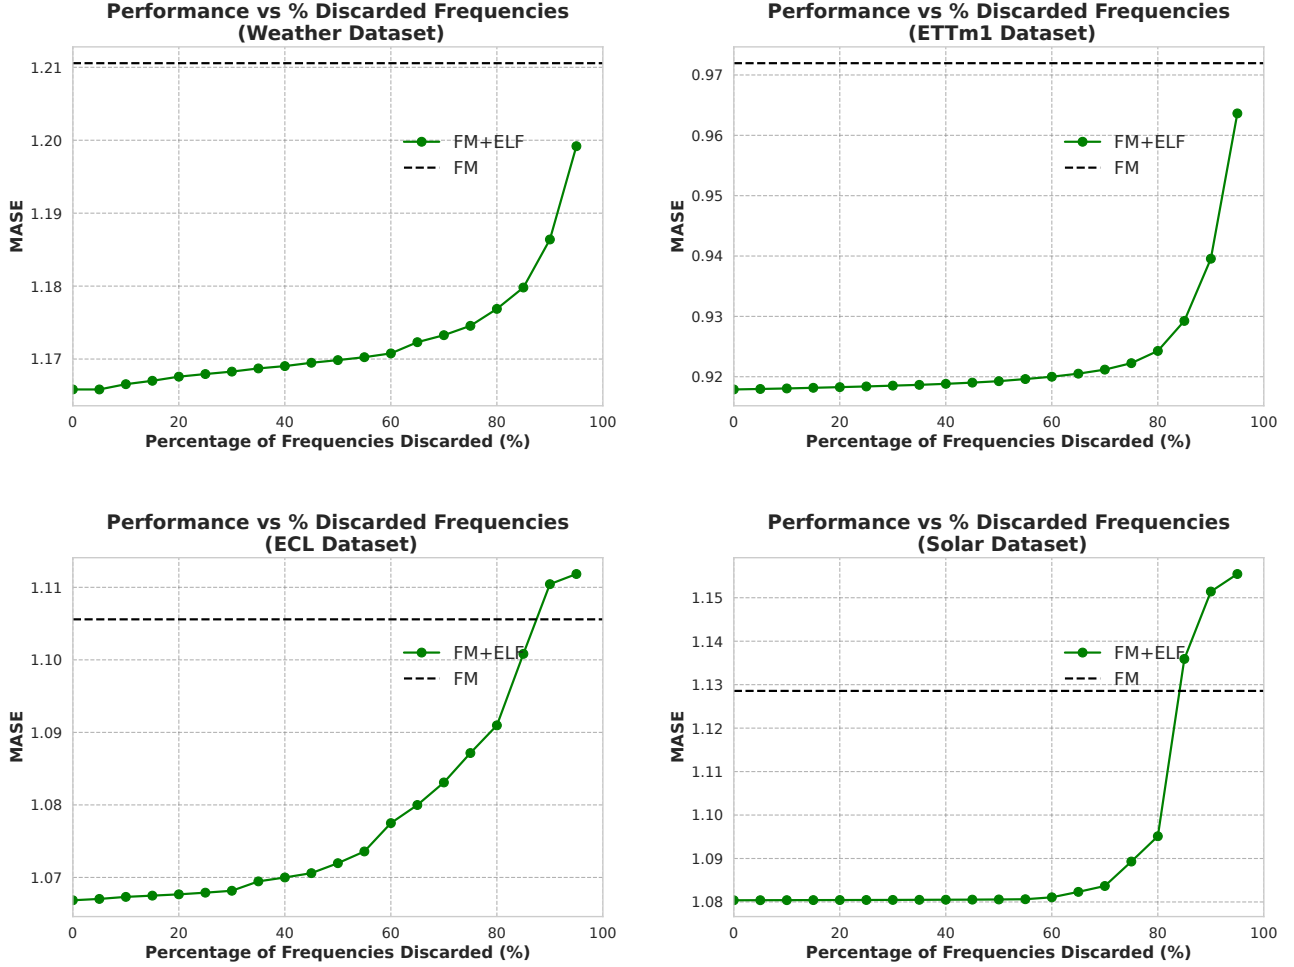 Performance vs % Discarded Frequencies
(Weather Dataset)
1.21
1.20
1.19
1.18
1.17
MASE
FM+ELF
FM
0 20 40 60 80 100
Percentage of Frequencies Discarded (%)
Performance vs % Discarded Frequencies
(ETTm1 Dataset)
0.97
0.96
0.95
0.94
0.93
0.92
MASE
FM+ELF
FM
0 20 40 60 80 100
Percentage of Frequencies Discarded (%)
Performance vs % Discarded Frequencies
(ECL Dataset)
1.11
1.10
1.09
1.08
1.07
MASE
FM+ELF
FM
0 20 40 60 80 100
Percentage of Frequencies Discarded (%)
Performance vs % Discarded Frequencies
(Solar Dataset)
1.15
1.14
1.13
1.12
1.11
1.10
1.09
1.08
MASE
FM+ELF
FM
0 20 40 60 80 100
Percentage of Frequencies Discarded (%)